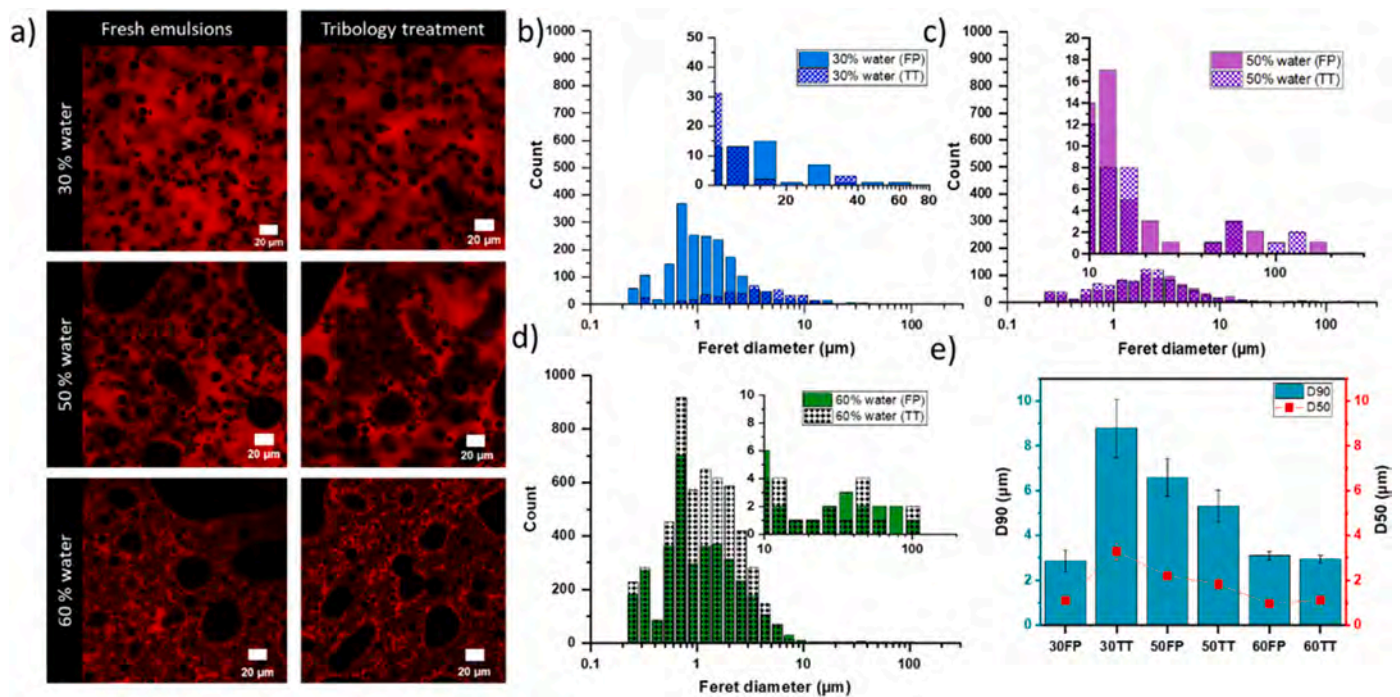 a)
Fresh emulsions
Tribology treatment
30 % water
20 µm
20 µm
50 % water
20 µm
20 µm
60 % water
20 µm
20 µm
b)
1000
900
800
700
600
500
400
300
200
100
0
Count
0.1
1
10
100
Feret diameter (µm)
50
40
30
20
10
0
20
40
60
80
30% water (FP)
30% water (TT)
c)
1000
900
800
700
600
500
400
300
200
100
0
Count
0.1
1
10
100
Feret diameter (µm)
20
18
16
14
12
10
8
6
4
2
0
10
100
50% water (FP)
50% water (TT)
d)
1000
800
600
400
200
0
Count
0.1
1
10
100
Feret diameter (µm)
10
8
6
4
2
0
10
100
60% water (FP)
60% water (TT)
e)
10
8
6
4
2
0
D90 (µm)
D90
D50
10
8
6
4
2
0
D50 (µm)
30FP
30TT
50FP
50TT
60FP
60TT